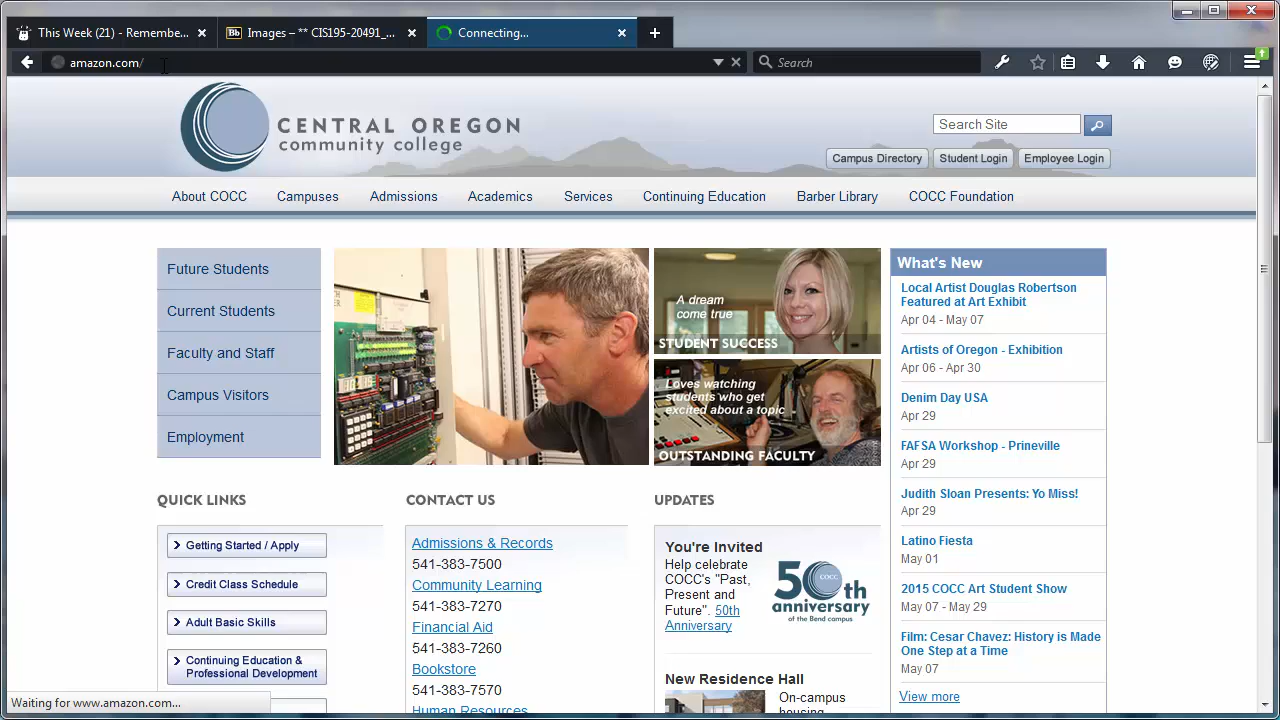 This Week (21) - Remembe...
Bb Images – ** CIS195-20491_...
Connecting...
amazon.com/
Search
CENTRAL OREGON
community college
Search Site
Campus Directory
Student Login
Employee Login
About COCC
Campuses
Admissions
Academics
Services
Continuing Education
Barber Library
COCC Foundation
Future Students
Current Students
Faculty and Staff
Campus Visitors
Employment
A dream
come true
STUDENT SUCCESS
Loves watching
students who get
excited about a topic
OUTSTANDING FACULTY
What's New
Local Artist Douglas Robertson
Featured at Art Exhibit
Apr 04 - May 07
Artists of Oregon - Exhibition
Apr 06 - Apr 30
Denim Day USA
Apr 29
FAFSA Workshop - Prineville
Apr 29
Judith Sloan Presents: Yo Miss!
Apr 29
Latino Fiesta
May 01
2015 COCC Art Student Show
May 07 - May 29
Film: Cesar Chavez: History is Made
One Step at a Time
May 07
View more
QUICK LINKS
Getting Started / Apply
Credit Class Schedule
Adult Basic Skills
Continuing Education &
Professional Development
CONTACT US
Admissions & Records
541-383-7500
Community Learning
541-383-7270
Financial Aid
541-383-7260
Bookstore
541-383-7570
Human Resources
UPDATES
You're Invited
Help celebrate
COCC's "Past,
Present and
Future". 50th
Anniversary
COCC
50th
anniversary
of the Bend campus
New Residence Hall
On-campus
housing
Waiting for www.amazon.com...